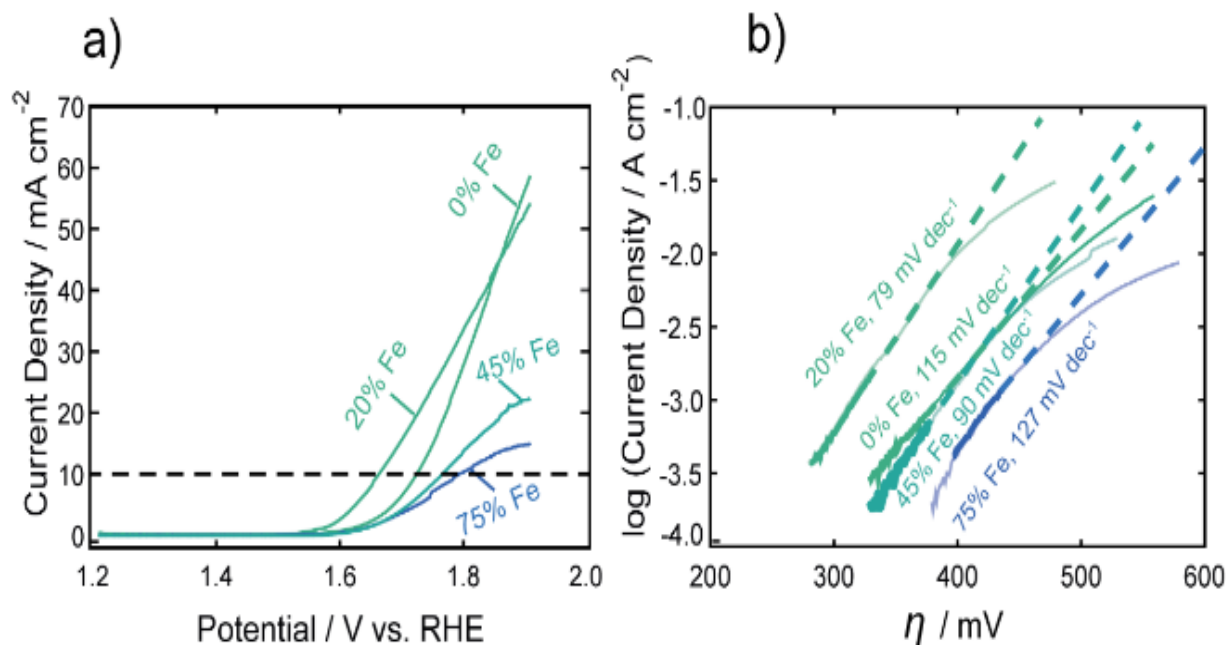 a)
Current Density / mA cm-2
70
60
50
40
30
20
10
0
0% Fe
20% Fe
45% Fe
75% Fe
1.2 1.4 1.6 1.8 2.0
Potential / V vs. RHE
b)
log (Current Density / A cm-2)
-1.0
-1.5
-2.0
-2.5
-3.0
-3.5
-4.0
20% Fe, 79 mV dec-1
0% Fe, 115 mV dec-1
45% Fe, 90 mV dec-1
75% Fe, 127 mV dec-1
200 300 400 500 600
η / mV